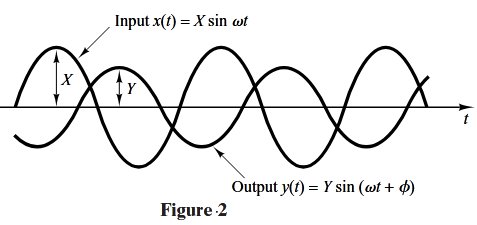 Input x(t) = X sin ωt
X
Y
t
Output y(t) = Y sin (ωt + ϕ)
Figure 2